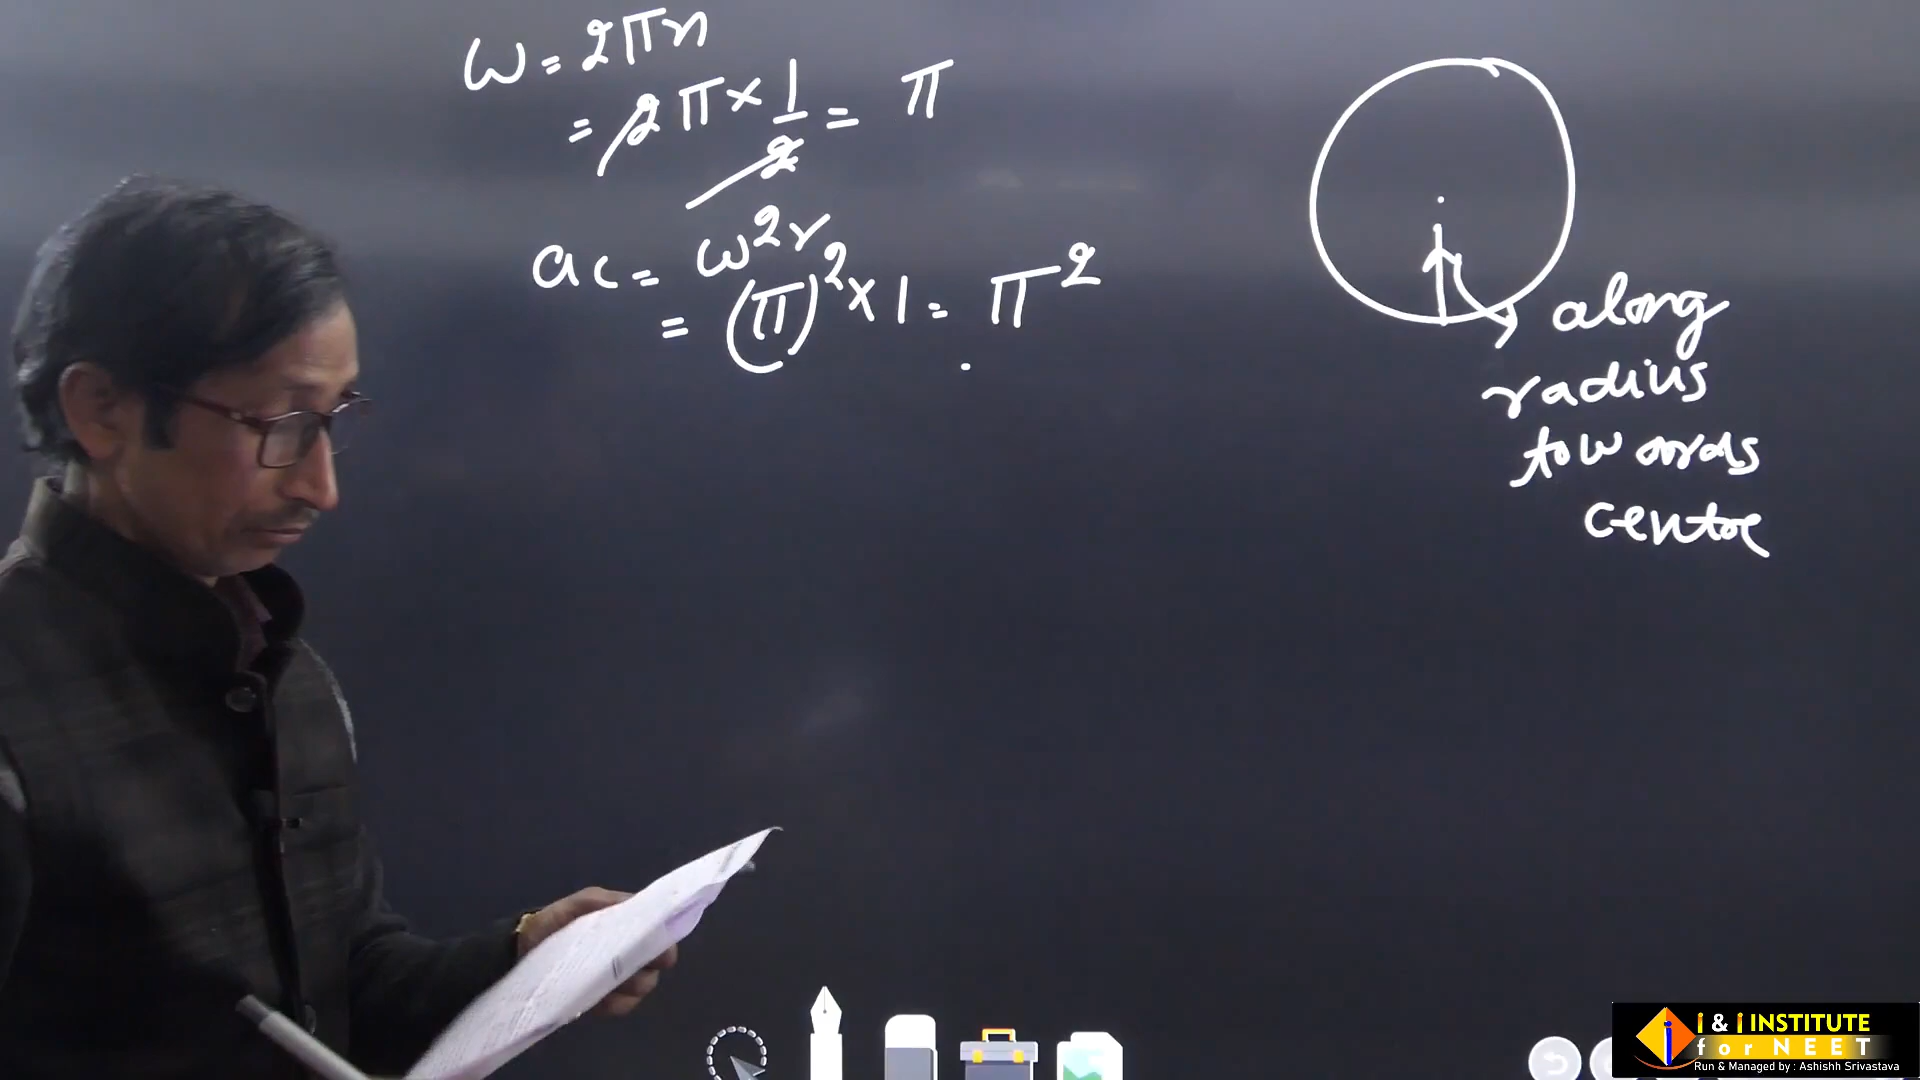 ω = 2πn
= 2π × 1/2 = π
ac = ω²r
= (π)² × 1 = π²
along
radius
towards
centre
i & i INSTITUTE
for NEET
Run & Managed by : Ashishh Srivastava